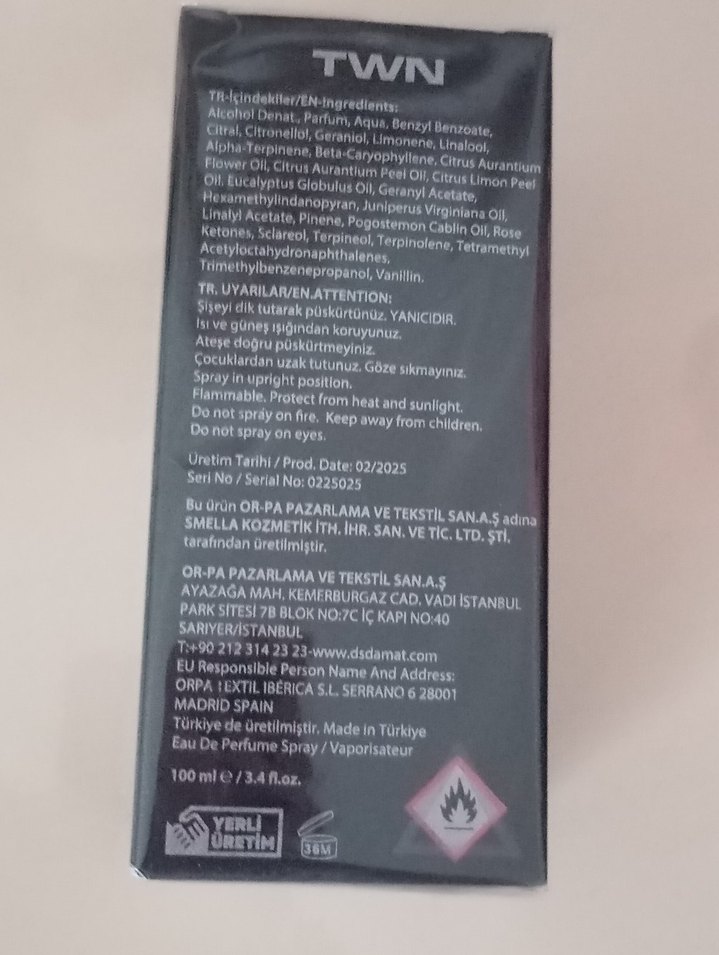 TWN
TR-İçindekiler/EN-Ingredients:
Alcohol Denat., Parfum, Aqua, Benzyl Benzoate,
Citral, Citronellol, Geraniol, Limonene, Linalool,
Alpha-Terpinene, Beta-Caryophyllene, Citrus Aurantium
Flower Oil, Citrus Aurantium Peel Oil, Citrus Limon Peel
Oil, Eucalyptus Globulus Oil, Geranyl Acetate,
Hexamethylindanopyran, Juniperus Virginiana Oil,
Linalyl Acetate, Pinene, Pogostemon Cablin Oil, Rose
Ketones, Sclareol, Terpineol, Terpinolene, Tetramethyl
Acetyloctahydronaphthalenes,
Trimethylbenzenepropanol, Vanillin.
TR. UYARILAR/EN.ATTENTION:
Şişeyi dik tutarak püskürtünüz. YANICIDIR.
Isı ve güneş ışığından koruyunuz.
Ateşe doğru püskürtmeyiniz.
Çocuklardan uzak tutunuz. Göze sıkmayınız.
Spray in upright position.
Flammable. Protect from heat and sunlight.
Do not spray on fire. Keep away from children.
Do not spray on eyes.
Üretim Tarihi / Prod. Date: 02/2025
Seri No / Serial No: 0225025
Bu ürün OR-PA PAZARLAMA VE TEKSTİL SAN.A.Ş adına
SMELLA KOZMETİK İTH. İHR. SAN. VE TİC. LTD. ŞTİ.
tarafından üretilmiştir.
OR-PA PAZARLAMA VE TEKSTİL SAN.A.Ş
AYAZAĞA MAH. KEMERBURGAZ CAD. VADİ İSTANBUL
PARK SİTESİ 7B BLOK NO:7C İÇ KAPI NO:40
SARIYER/İSTANBUL
T:+90 212 314 23 23-www.dsdamat.com
EU Responsible Person Name And Address:
ORPA TEXTIL IBÉRICA S.L. SERRANO 6 28001
MADRID SPAIN
Türkiye de üretilmiştir. Made in Türkiye
Eau De Perfume Spray / Vaporisateur
100 ml ℮ / 3.4 fl.oz.
YERLİ
ÜRETİM
36M